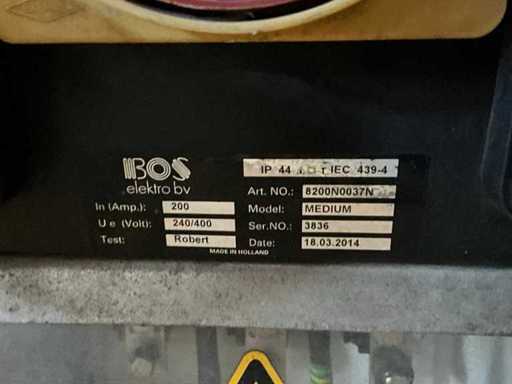 BOS
elektro bv
IP 44 IEC 439-4
Art. NO.: 8200N0037N
In (Amp.): 200 Model: MEDIUM
U e (Volt): 240/400 Ser.NO.: 3836
Test: Robert Date: 18.03.2014
MADE IN HOLLAND